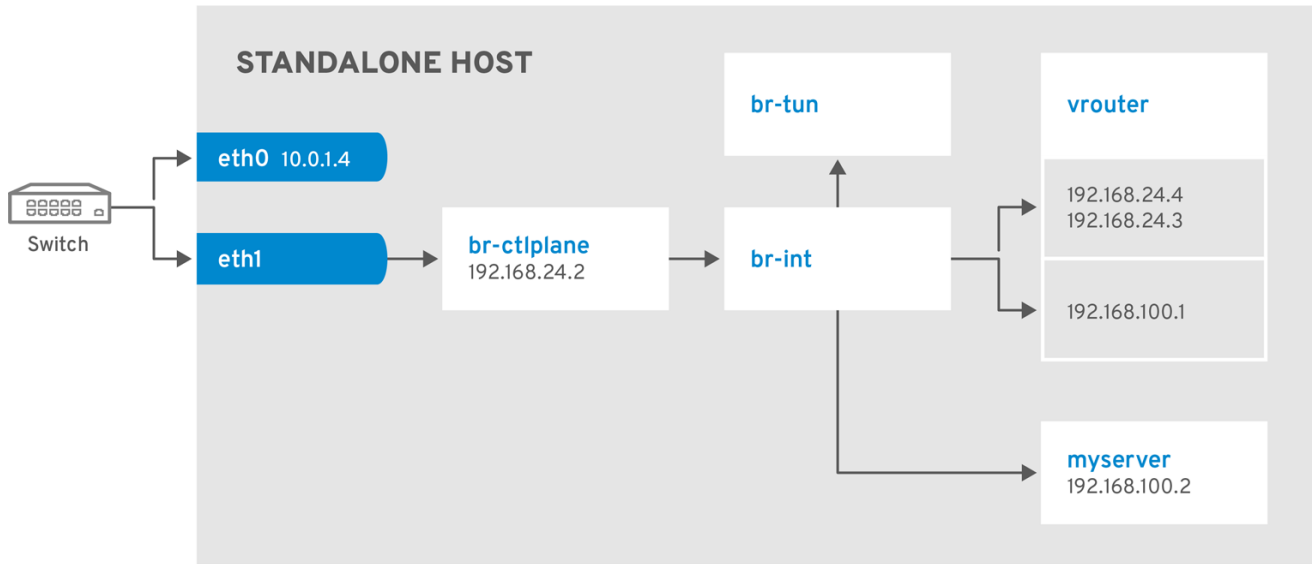 STANDALONE HOST
eth0 10.0.1.4
Switch
eth1
br-ctlplane
192.168.24.2
br-tun
br-int
vrouter
192.168.24.4
192.168.24.3
192.168.100.1
myserver
192.168.100.2